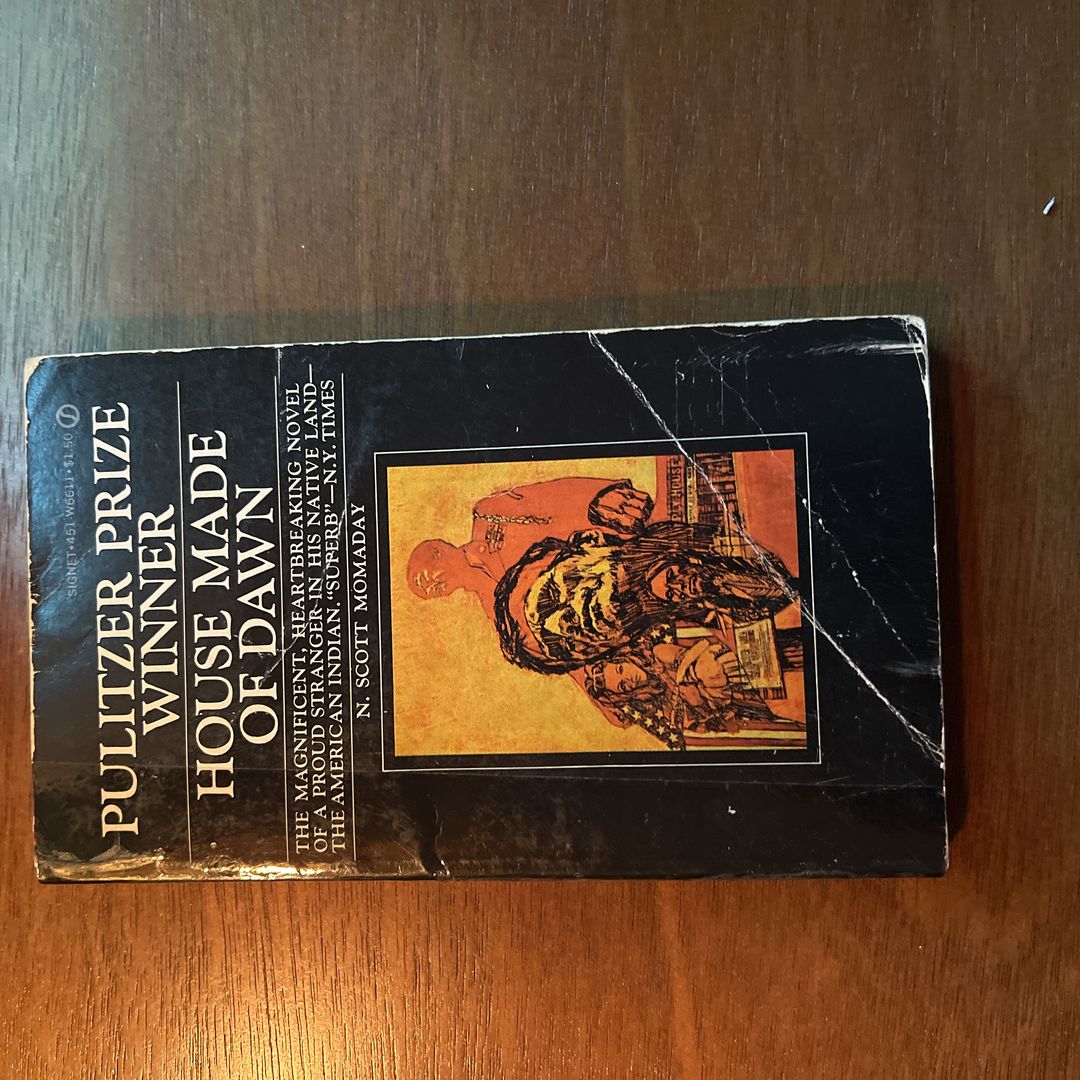 SIGNET • 451-W6611 • $1.50
PULITZER PRIZE
WINNER
HOUSE MADE
OF DAWN
THE MAGNIFICENT, HEARTBREAKING NOVEL
OF A PROUD STRANGER IN HIS NATIVE LAND—
THE AMERICAN INDIAN. "SUPERB"—N.Y. TIMES
N. SCOTT MOMADAY